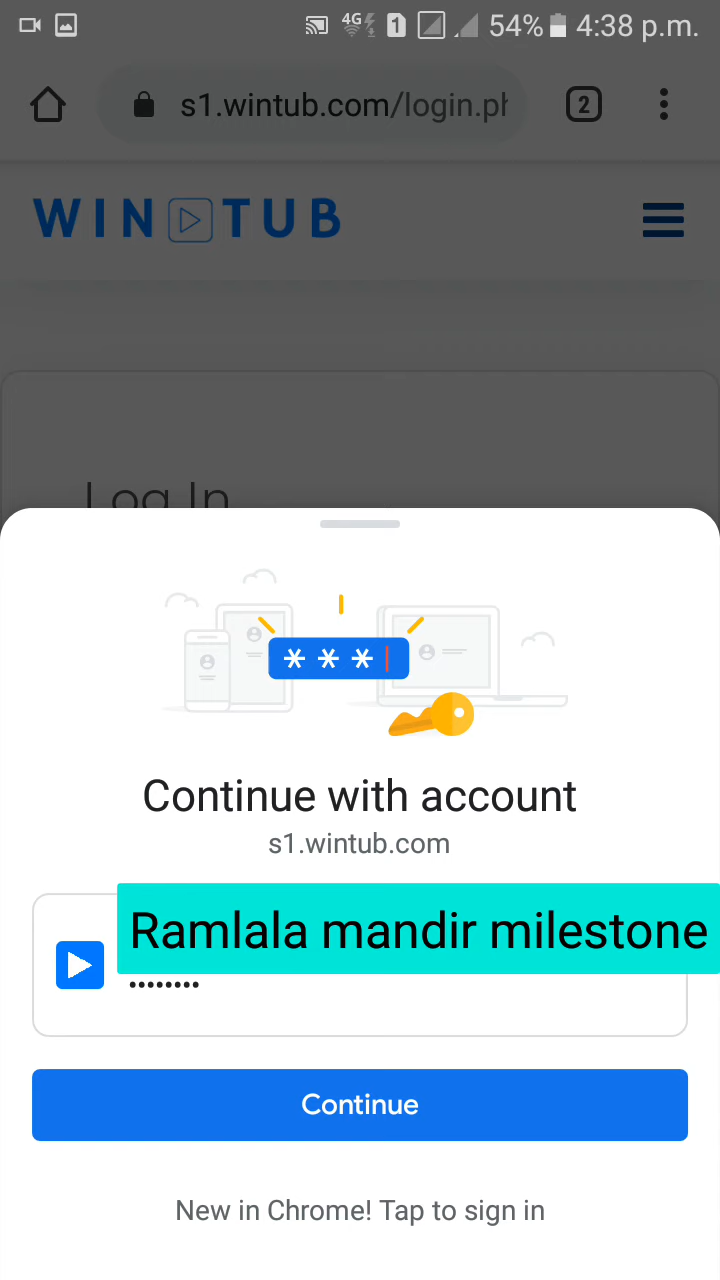 4G 1 54% 4:38 p.m.
s1.wintub.com/login.ph
2
WIN TUB
Log In
* * *
Continue with account
s1.wintub.com
Ramlala mandir milestone
••••••••
Continue
New in Chrome! Tap to sign in